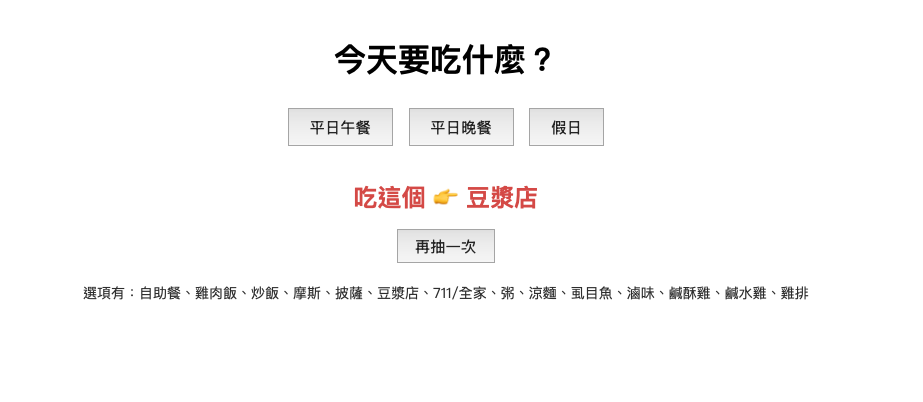 今天要吃什麼？
平日午餐 平日晚餐 假日
吃這個 👉 豆漿店
再抽一次
選項有：自助餐、雞肉飯、炒飯、摩斯、披薩、豆漿店、711/全家、粥、涼麵、虱目魚、滷味、鹹酥雞、鹹水雞、雞排